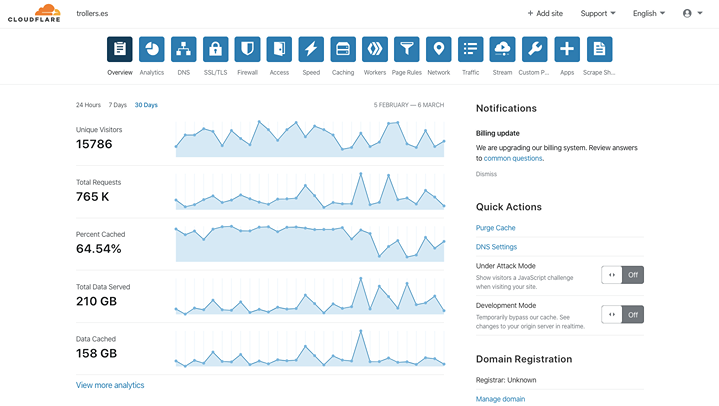 CLOUDFLARE
trollers.es
+ Add site
Support
English
Overview
Analytics
DNS
SSL/TLS
Firewall
Access
Speed
Caching
Workers
Page Rules
Network
Traffic
Stream
Custom P...
Apps
Scrape Sh...
24 Hours 7 Days 30 Days
5 FEBRUARY — 6 MARCH
Unique Visitors
15786
Total Requests
765 K
Percent Cached
64.54%
Total Data Served
210 GB
Data Cached
158 GB
View more analytics
Notifications
Billing update
We are upgrading our billing system. Review answers
to common questions.
Dismiss
Quick Actions
Purge Cache
DNS Settings
Under Attack Mode
Show visitors a JavaScript challenge
when visiting your site.
Off
Development Mode
Temporarily bypass our cache. See
changes to your origin server in realtime.
Off
Domain Registration
Registrar: Unknown
Manage domain